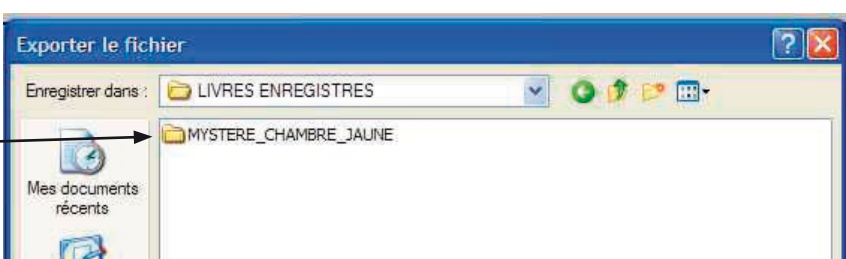 Exporter le fichier
Enregistrer dans :
LIVRES ENREGISTRES
MYSTERE_CHAMBRE_JAUNE
Mes documents
récents